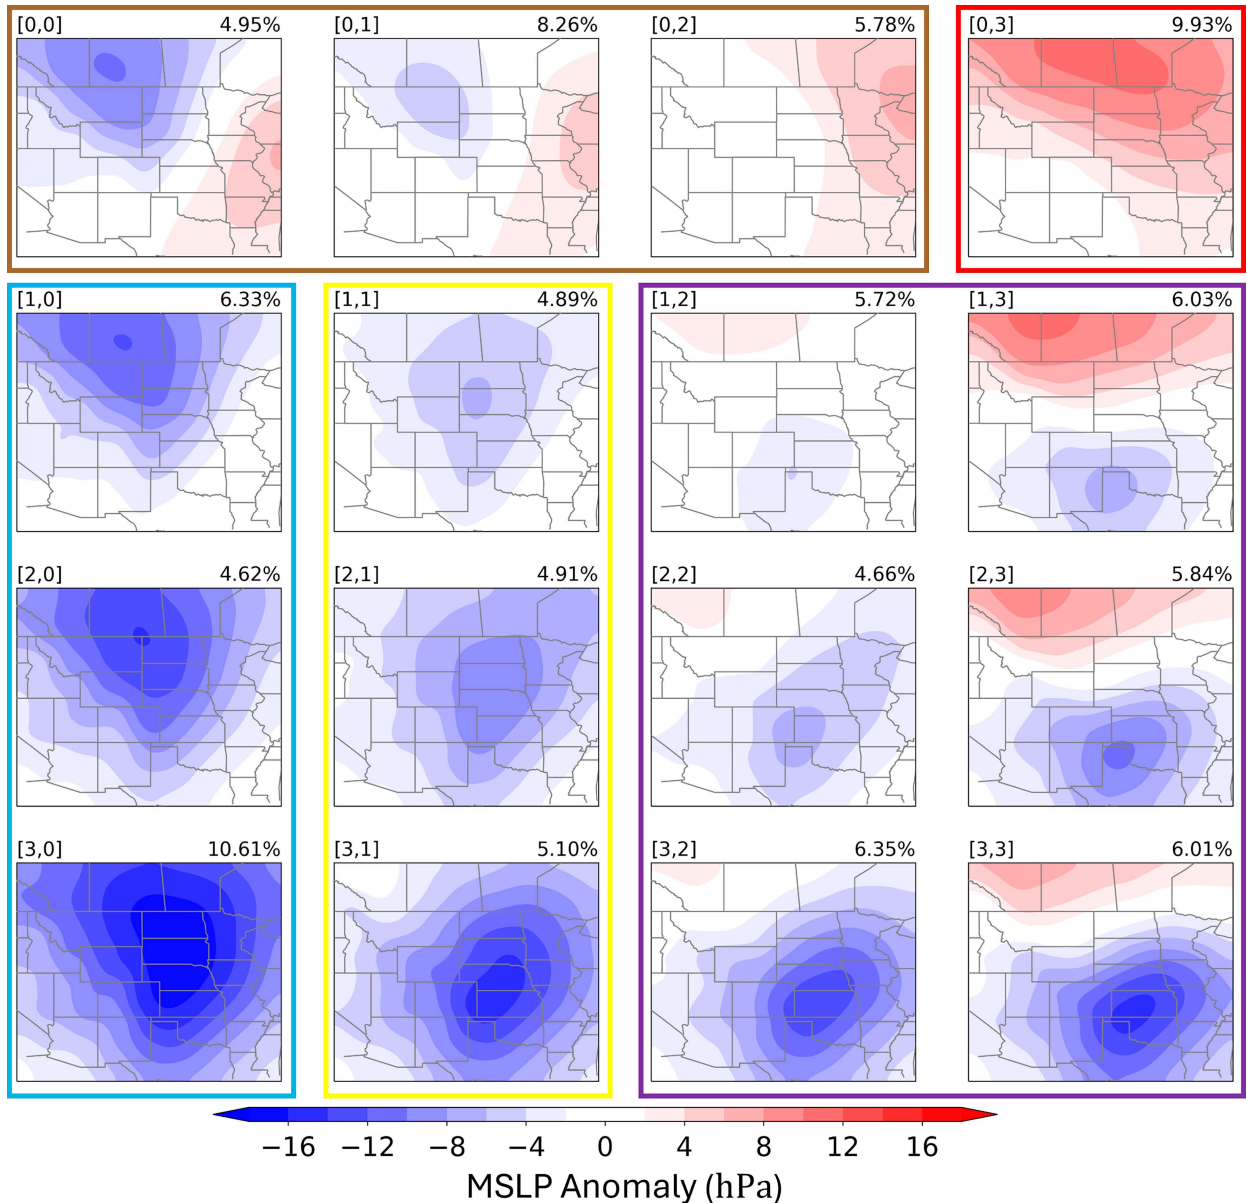 [0,0] 4.95% [0,1] 8.26% [0,2] 5.78% [0,3] 9.93%
[1,0] 6.33% [1,1] 4.89% [1,2] 5.72% [1,3] 6.03%
[2,0] 4.62% [2,1] 4.91% [2,2] 4.66% [2,3] 5.84%
[3,0] 10.61% [3,1] 5.10% [3,2] 6.35% [3,3] 6.01%
−16 −12 −8 −4 0 4 8 12 16
MSLP Anomaly (hPa)